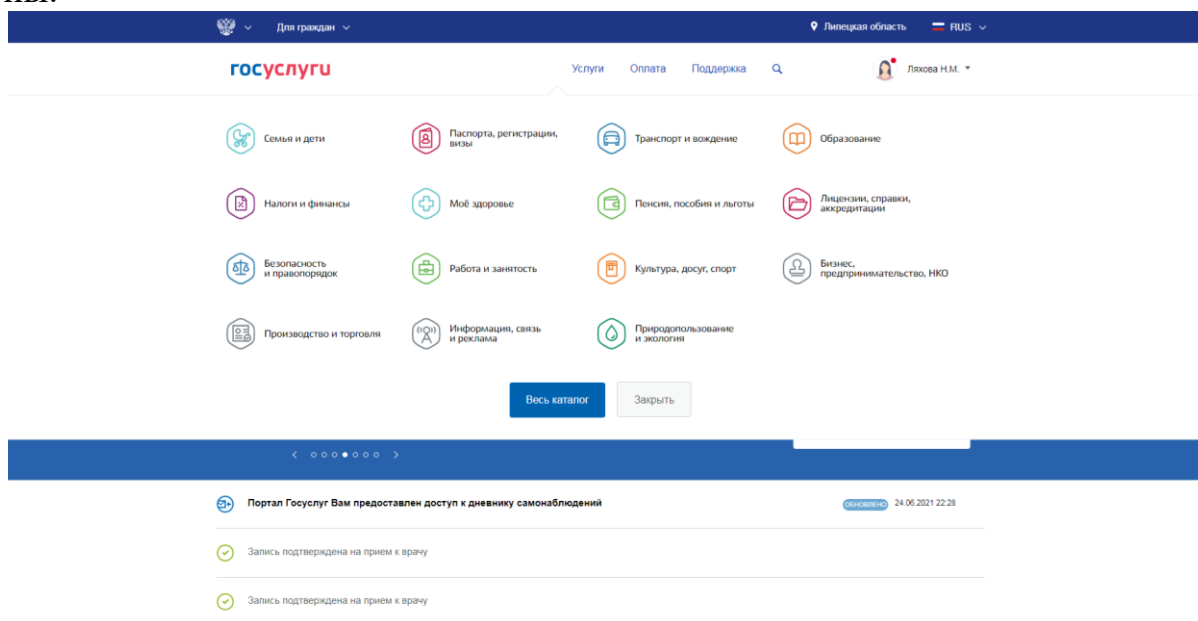 Для граждан
Липецкая область
RUS
госуслуги
Услуги Оплата Поддержка
Ляхова Н.М.
Семья и дети
Паспорта, регистрации,
визы
Транспорт и вождение
Образование
Налоги и финансы
Моё здоровье
Пенсия, пособия и льготы
Лицензии, справки,
аккредитации
Безопасность
и правопорядок
Работа и занятость
Культура, досуг, спорт
Бизнес,
предпринимательство, НКО
Производство и торговля
Информация, связь
и реклама
Природопользование
и экология
Весь каталог
Закрыть
Портал Госуслуг Вам предоставлен доступ к дневнику самонаблюдений
ОБНОВЛЕНО 24.06.2021 22:28
Запись подтверждена на прием к врачу
Запись подтверждена на прием к врачу